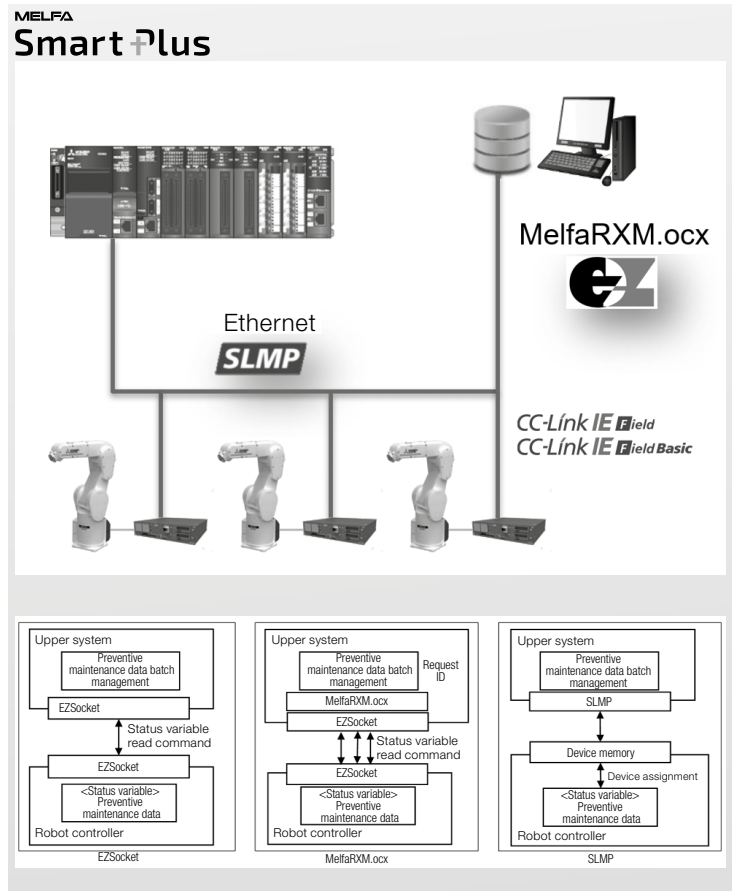 MELFA
Smart Plus
MelfaRXM.ocx
eZ
Ethernet
SLMP
CC-Línk IE Field
CC-Línk IE Field Basic
Upper system
Preventive
maintenance data batch
management
EZSocket
Status variable
read command
EZSocket
<Status variable>
Preventive
maintenance data
Robot controller
EZSocket
Upper system
Preventive
maintenance data batch
management
Request
ID
MelfaRXM.ocx
EZSocket
Status variable
read command
EZSocket
<Status variable>
Preventive
maintenance data
Robot controller
MelfaRXM.ocx
Upper system
Preventive
maintenance data batch
management
SLMP
Device memory
Device assignment
<Status variable>
Preventive
maintenance data
Robot controller
SLMP